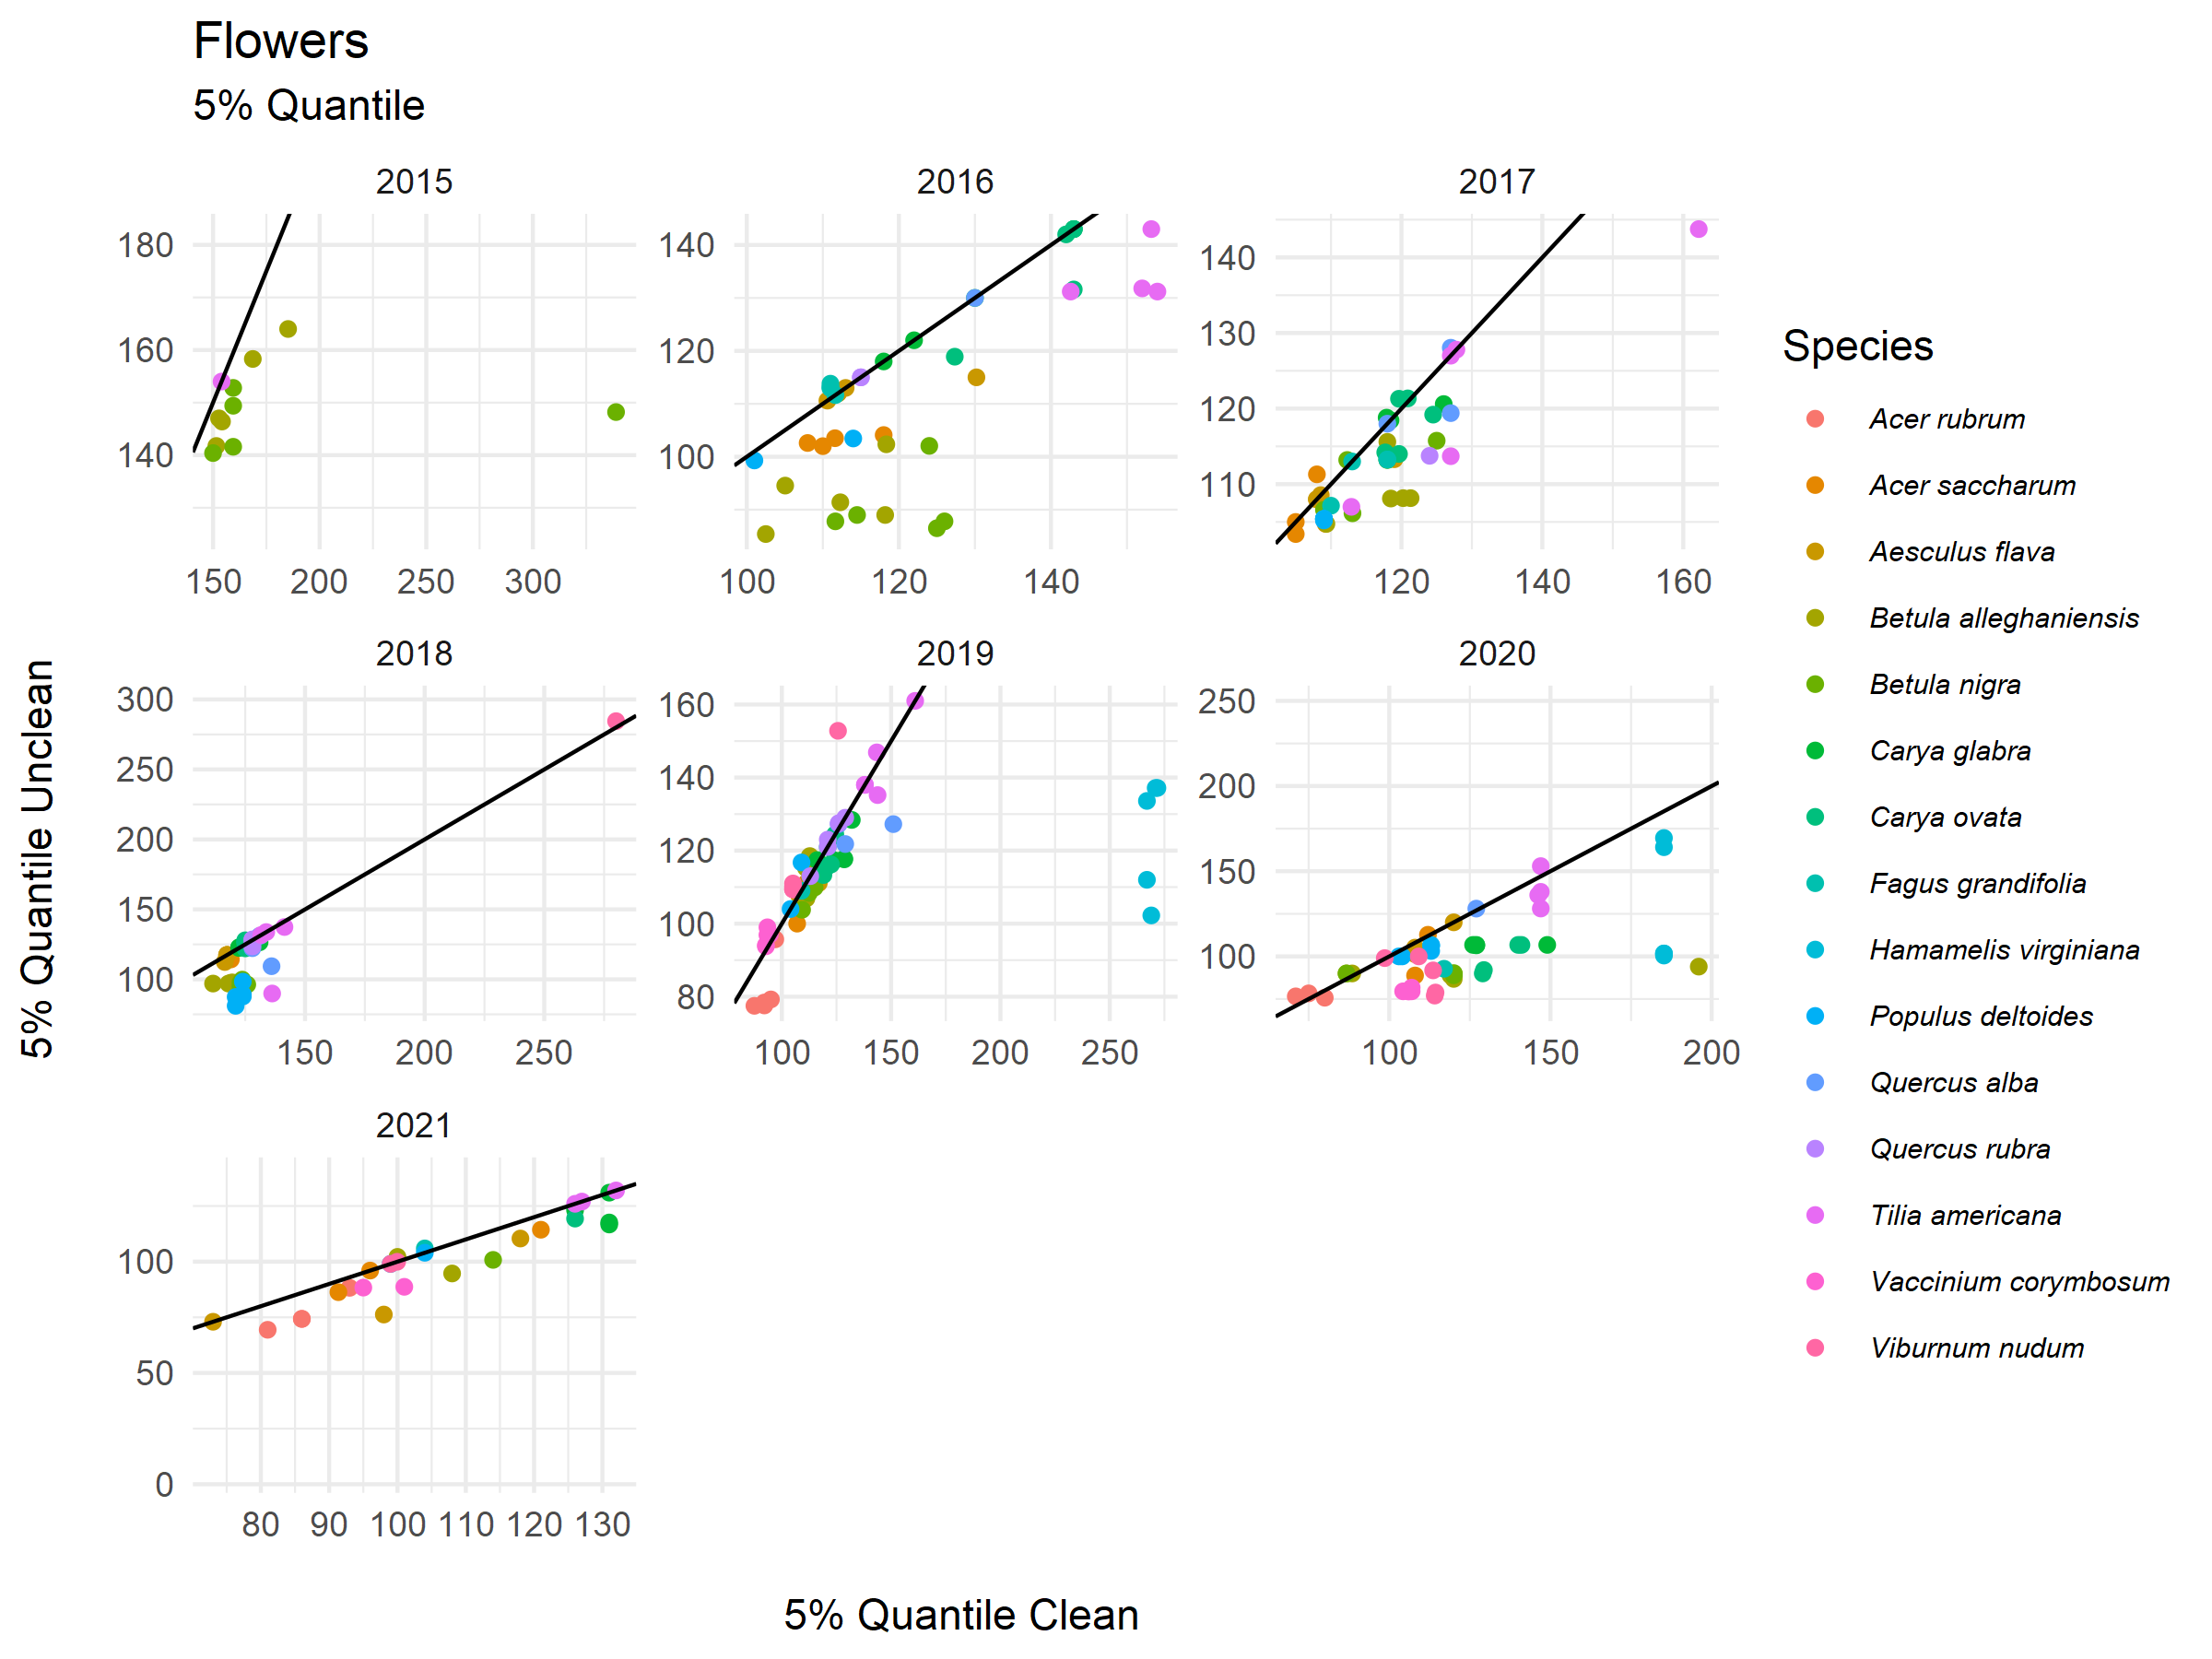 Flowers
5% Quantile
2015
2016
2017
180
160
140
150 200 250 300
140
120
100
100 120 140
140
130
120
110
120 140 160
2018
2019
2020
300
250
200
150
100
150 200 250
160
140
120
100
80
100 150 200 250
250
200
150
100
100 150 200
2021
100
50
0
80 90 100 110 120 130
5% Quantile Unclean
5% Quantile Clean
Species
Acer rubrum
Acer saccharum
Aesculus flava
Betula alleghaniensis
Betula nigra
Carya glabra
Carya ovata
Fagus grandifolia
Hamamelis virginiana
Populus deltoides
Quercus alba
Quercus rubra
Tilia americana
Vaccinium corymbosum
Viburnum nudum